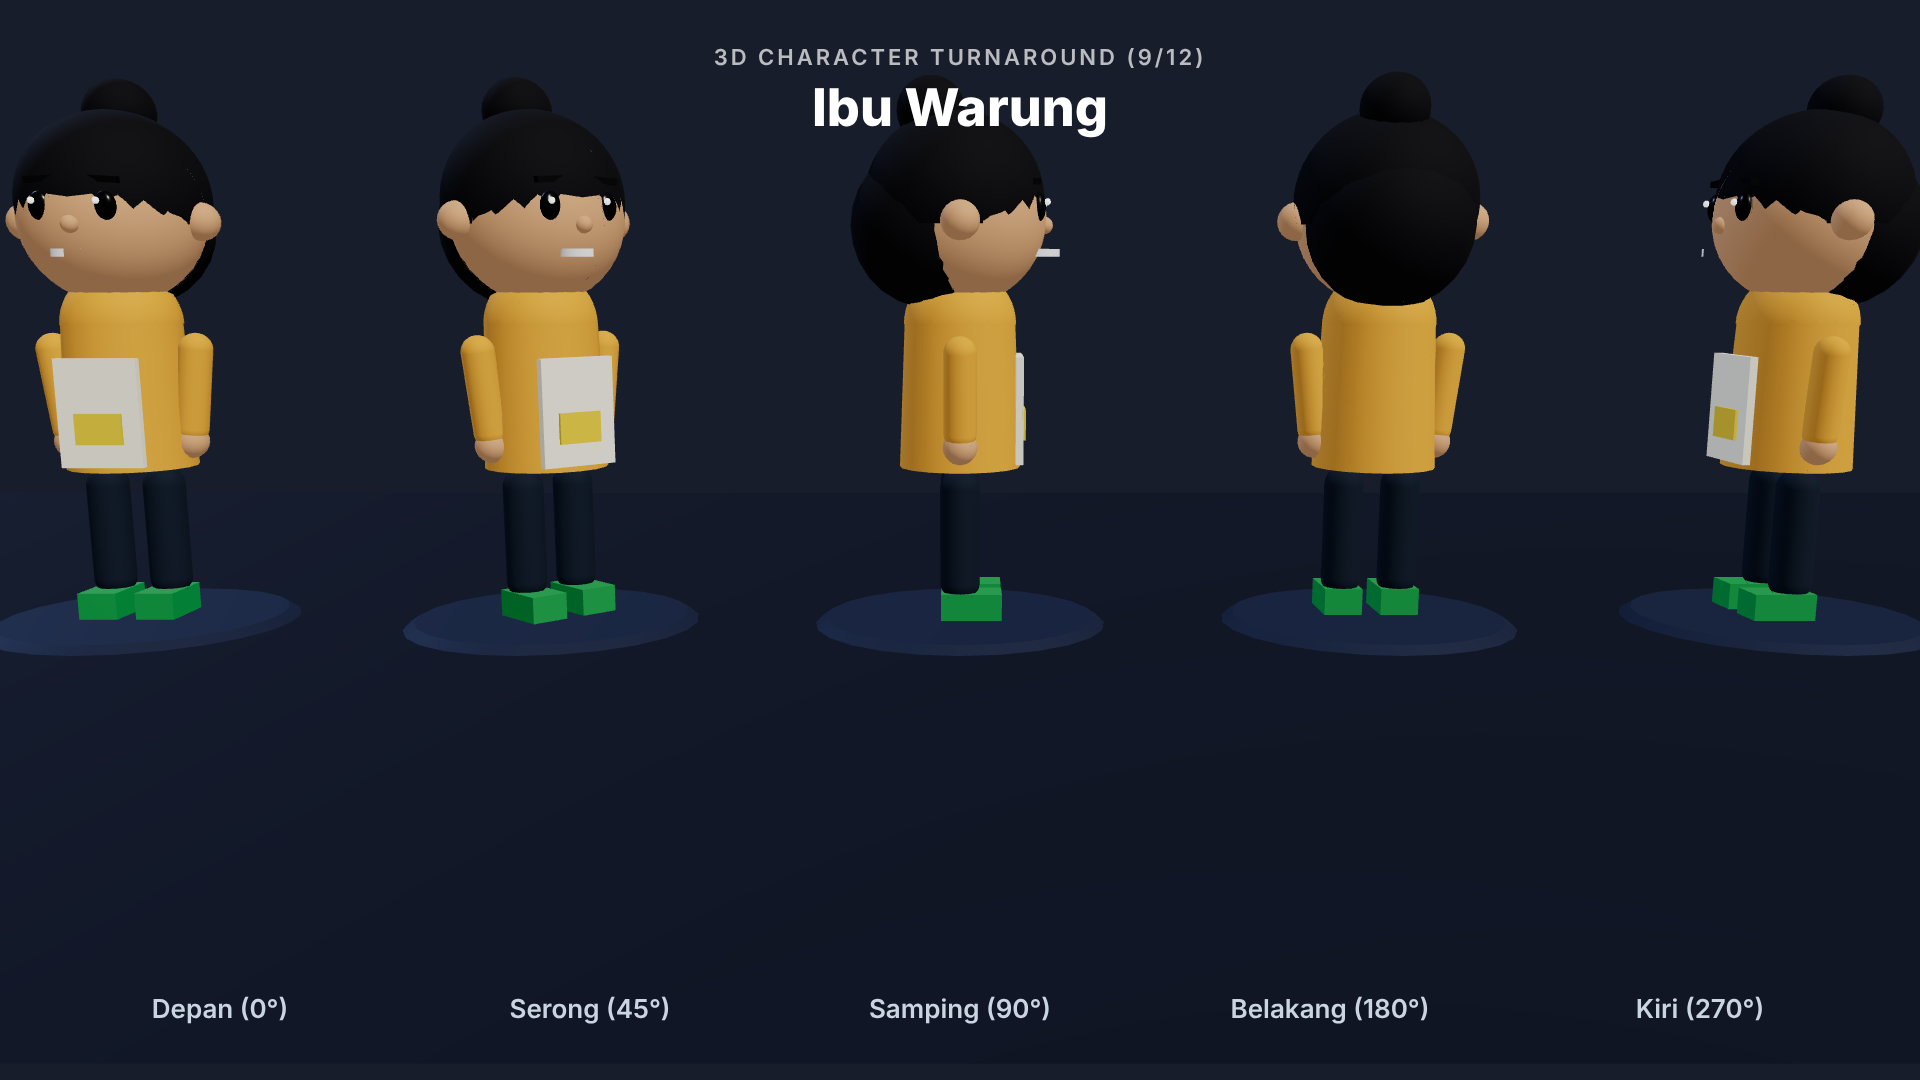 3D CHARACTER TURNAROUND (9/12)
Ibu Warung
Depan (0°)
Serong (45°)
Samping (90°)
Belakang (180°)
Kiri (270°)